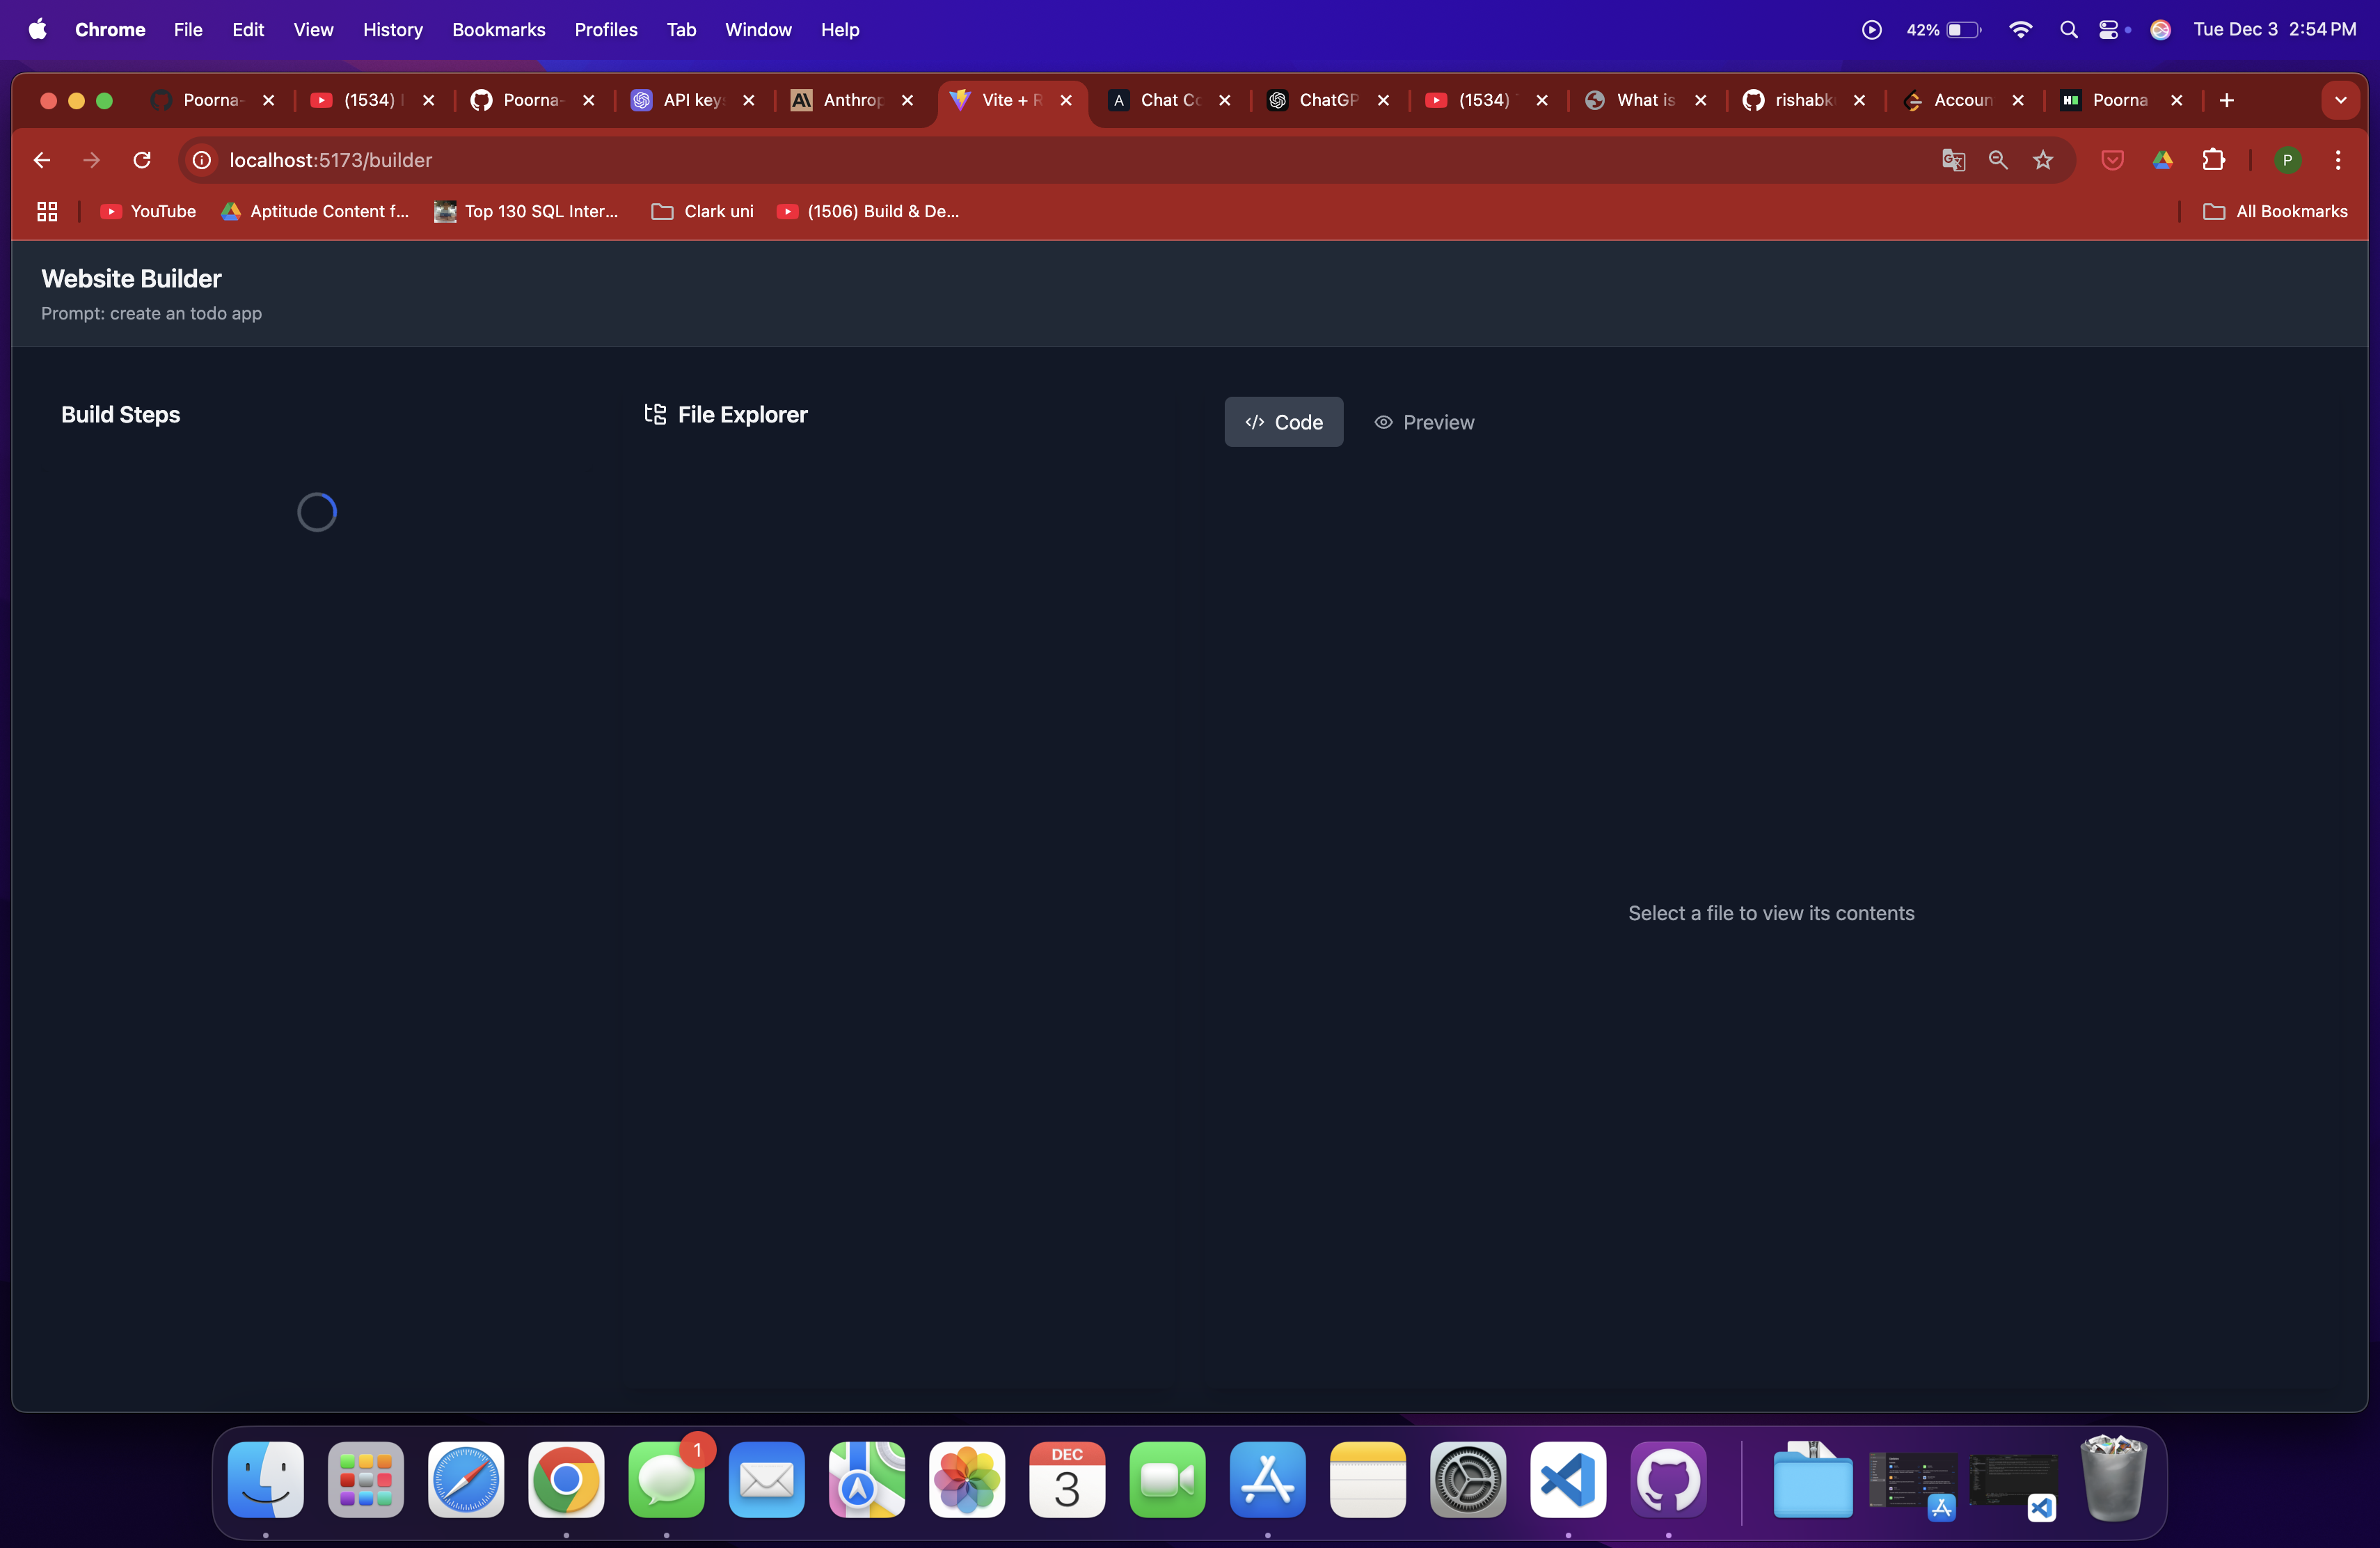 Chrome File Edit View History Bookmarks Profiles Tab Window Help 42% Tue Dec 3 2:54 PM
Poorna- (1534) Poorna- API key Anthrop Vite + R Chat Co ChatGP (1534) What is rishabk Accoun Poorna
localhost:5173/builder P
YouTube Aptitude Content f... Top 130 SQL Inter... Clark uni (1506) Build & De... All Bookmarks
Website Builder
Prompt: create an todo app
Build Steps File Explorer Code Preview
Select a file to view its contents
1
DEC
3